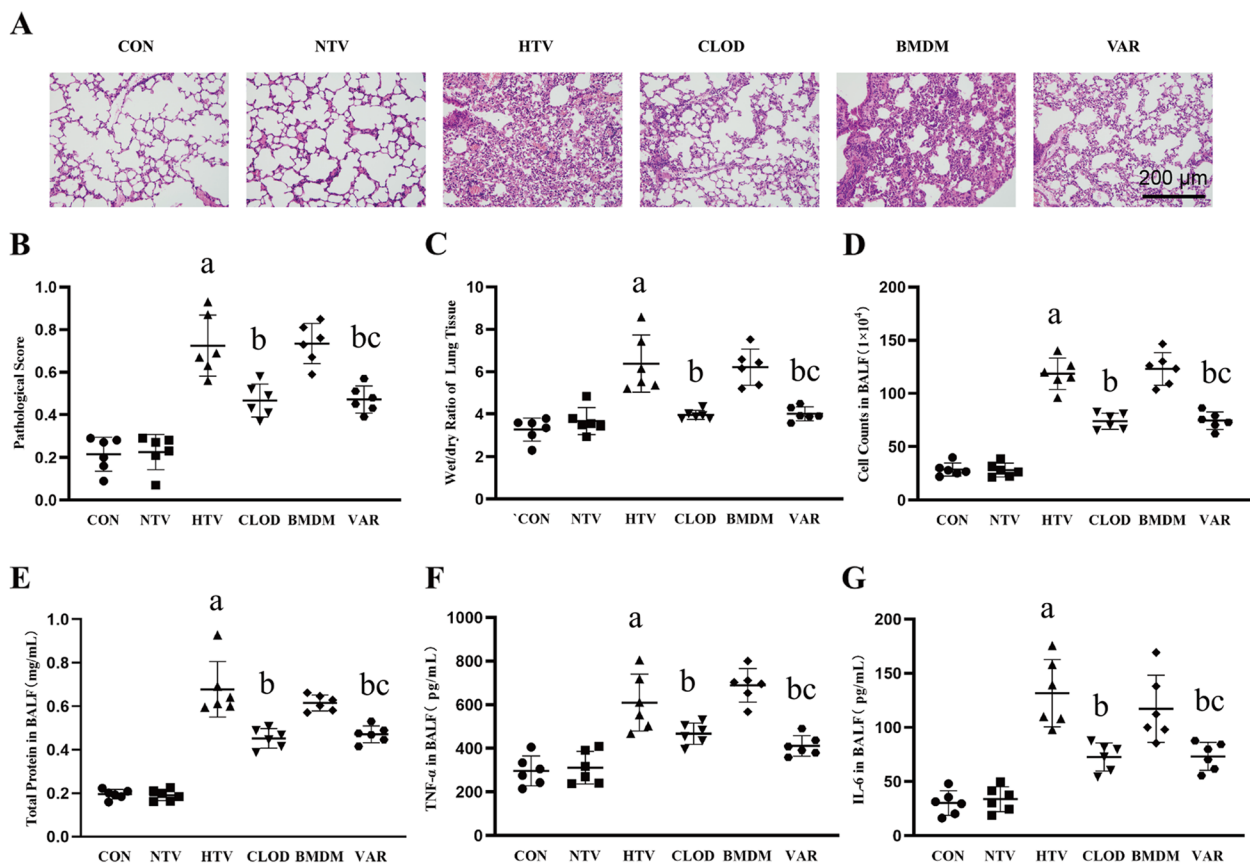 A
CON NTV HTV CLOD BMDM VAR
200 μm
B
Pathological Score
1.0
0.8
0.6
0.4
0.2
0.0
a
b
bc
CON NTV HTV CLOD BMDM VAR
C
Wet/dry Ratio of Lung Tissue
10
8
6
4
2
0
a
b
bc
`CON NTV HTV CLOD BMDM VAR
D
Cell Counts in BALF(1×10⁴)
200
150
100
50
0
a
b
bc
CON NTV HTV CLOD BMDM VAR
E
Total Protein in BALF(mg/mL)
1.0
0.8
0.6
0.4
0.2
0.0
a
b
bc
CON NTV HTV CLOD BMDM VAR
F
TNF-α in BALF( pg/mL)
1000
800
600
400
200
0
a
b
bc
CON NTV HTV CLOD BMDM VAR
G
IL-6 in BALF( pg/mL)
200
150
100
50
0
a
b
bc
CON NTV HTV CLOD BMDM VAR